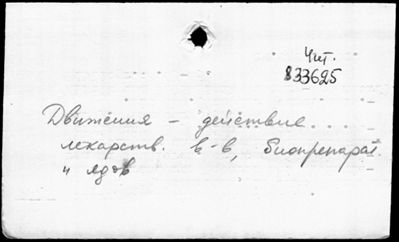 Чит.
833625
Движения – действие
лекарств. в-в, биопрепарат.
и ядов